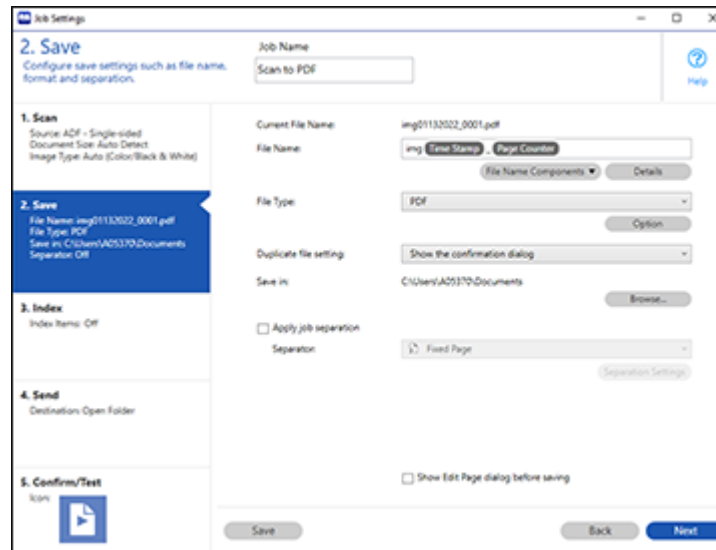 Job Settings
2. Save
Configure save settings such as file name,
format and separation.
Job Name
Scan to PDF
Help
1. Scan
Source: ADF - Single-sided
Document Size: Auto Detect
Image Type: Auto (Color/Black & White)
2. Save
File Name: img01132022_0001.pdf
File Type: PDF
Save in: C:\Users\A05370\Documents
Separator: Off
3. Index
Index Items: Off
4. Send
Destination: Open Folder
5. Confirm/Test
Icon:
Current File Name: img01132022_0001.pdf
File Name: img Time Stamp _ Page Counter
File Name Components ▼ Details
File Type: PDF
Option
Duplicate file setting: Show the confirmation dialog
Save in: C:\Users\A05370\Documents
Browse...
Apply job separation
Separator: Fixed Page
Separation Settings
Show Edit Page dialog before saving
Save Back Next